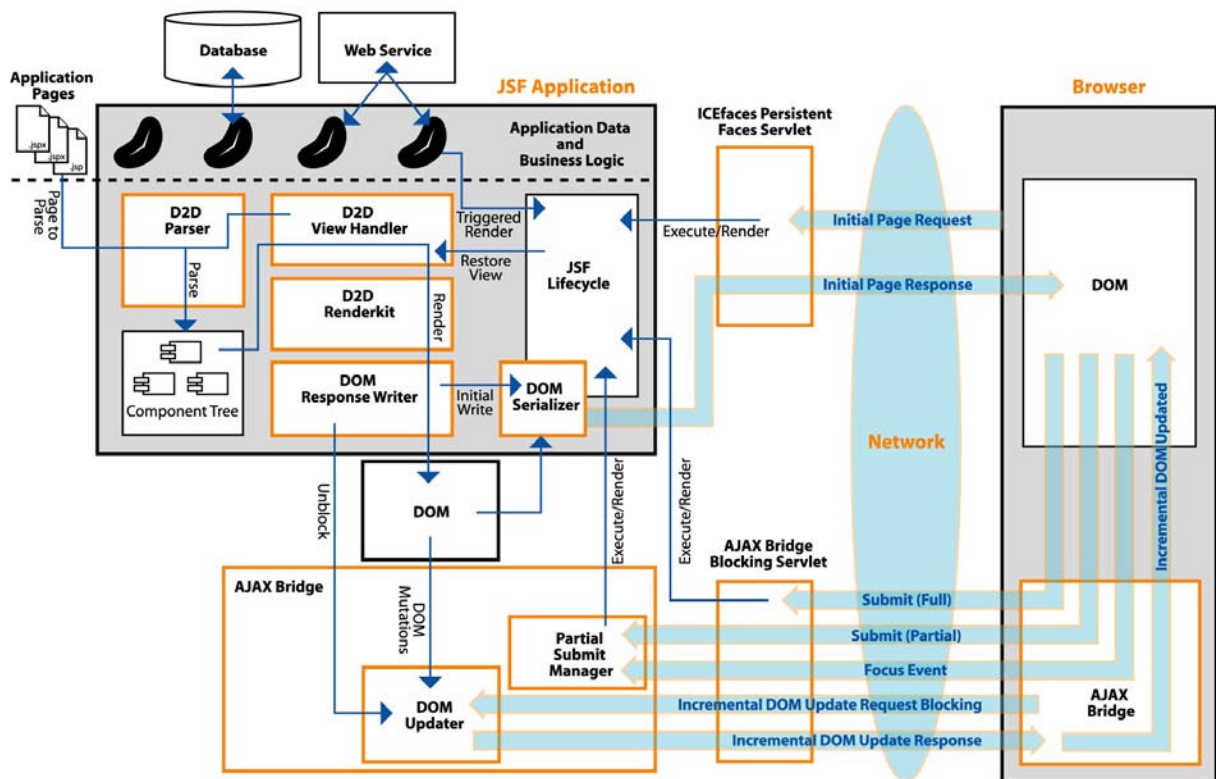 Database
Web Service
Application
Pages
JSF Application
Browser
.jspx
.jspx
.jsp
Application Data
and
Business Logic
ICEfaces Persistent
Faces Servlet
Page to
Parse
D2D
Parser
D2D
View Handler
Triggered
Render
Execute/Render
Initial Page Request
Restore
View
JSF
Lifecycle
Initial Page Response
DOM
Parse
D2D
Renderkit
Render
Component Tree
DOM
Response Writer
Initial
Write
DOM
Serializer
Network
Incremental DOM Updated
Unblock
DOM
Execute/Render
Execute/Render
AJAX Bridge
Blocking Servlet
AJAX Bridge
DOM
Mutations
Submit (Full)
Partial
Submit
Manager
Submit (Partial)
Focus Event
DOM
Updater
Incremental DOM Update Request Blocking
AJAX
Bridge
Incremental DOM Update Response